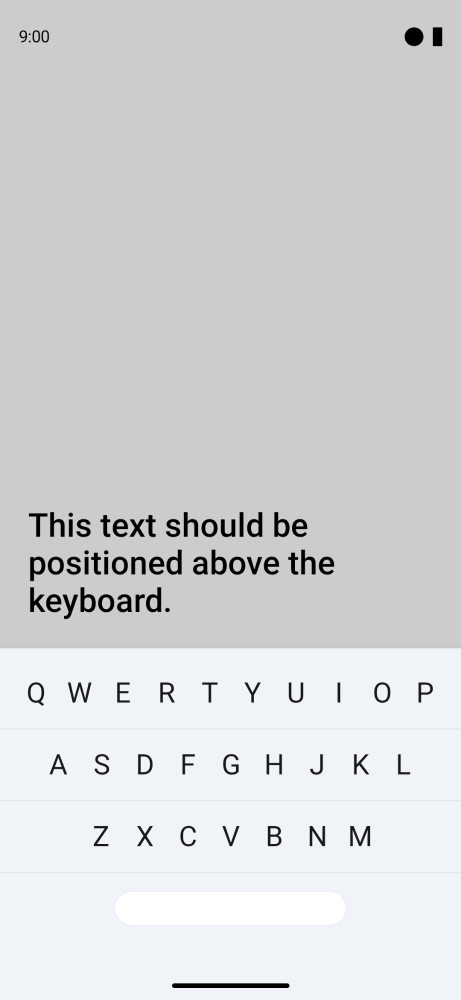 9:00
This text should be
positioned above the
keyboard.
Q W E R T Y U I O P
A S D F G H J K L
Z X C V B N M